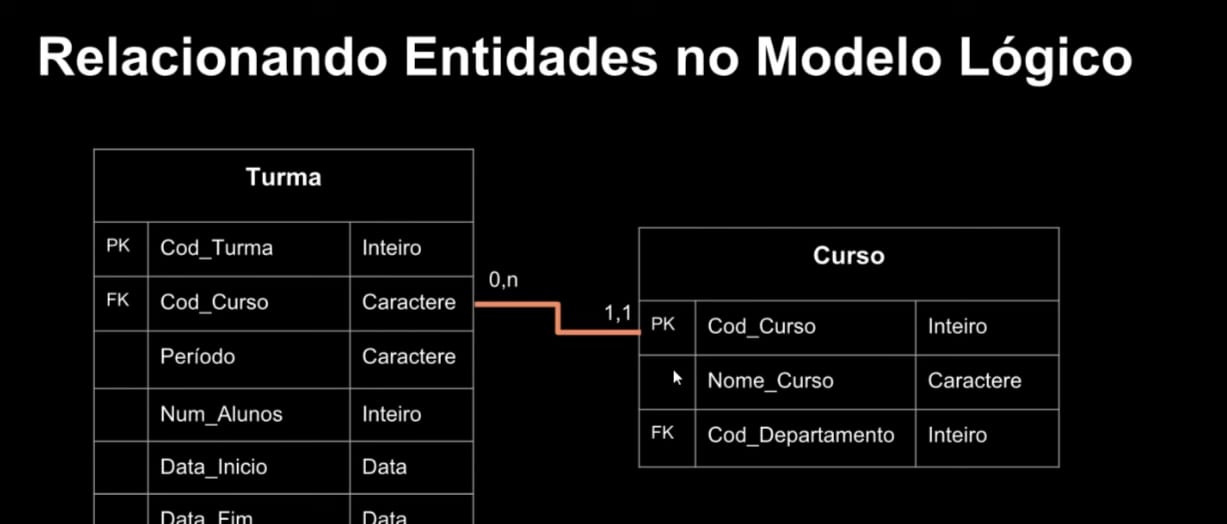 Relacionando Entidades no Modelo Lógico
Turma
PK Cod_Turma Inteiro
FK Cod_Curso Caractere
Período Caractere
Num_Alunos Inteiro
Data_Inicio Data
Data_Fim Data
0,n
1,1
Curso
PK Cod_Curso Inteiro
Nome_Curso Caractere
FK Cod_Departamento Inteiro